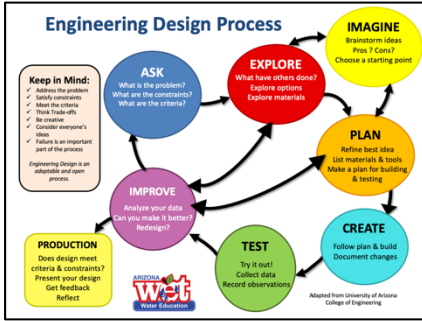 Engineering Design Process
Keep in Mind:
Address the problem
Satisfy constraints
Meet the criteria
Think Trade-offs
Be creative
Consider everyone's
ideas
Failure is an important
part of the process
Engineering Design is an
adaptable and open
process.
ASK
What is the problem?
What are the constraints?
What are the criteria?
EXPLORE
What have others done?
Explore options
Explore materials
IMAGINE
Brainstorm ideas
Pros ? Cons?
Choose a starting point
PLAN
Refine best idea
List materials & tools
Make a plan for building
& testing
CREATE
Follow plan & build
Document changes
TEST
Try it out!
Collect data
Record observations
IMPROVE
Analyze your data
Can you make it better?
Redesign?
PRODUCTION
Does design meet
criteria & constraints?
Present your design
Get feedback
Reflect
ARIZONA
Wet
Water Education
Adapted from University of Arizona
College of Engineering